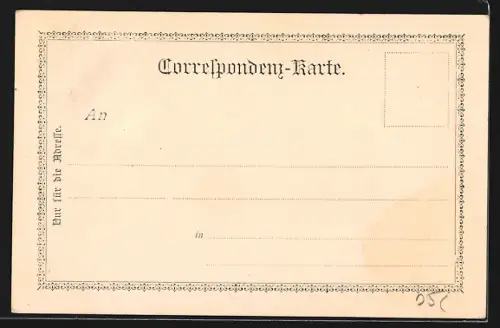 Correspondenz-Karte.
An
Nur für die Adresse.
in